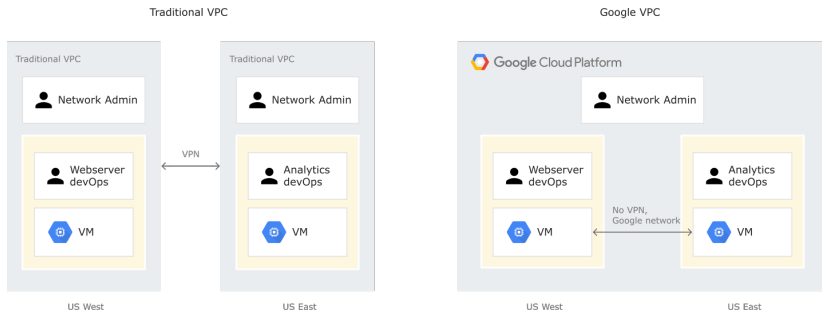 Traditional VPC
Google VPC
Traditional VPC
Traditional VPC
Google Cloud Platform
Network Admin
Network Admin
Network Admin
VPN
Webserver
devOps
Analytics
devOps
Webserver
devOps
Analytics
devOps
No VPN,
Google network
VM
VM
VM
VM
US West
US East
US West
US East